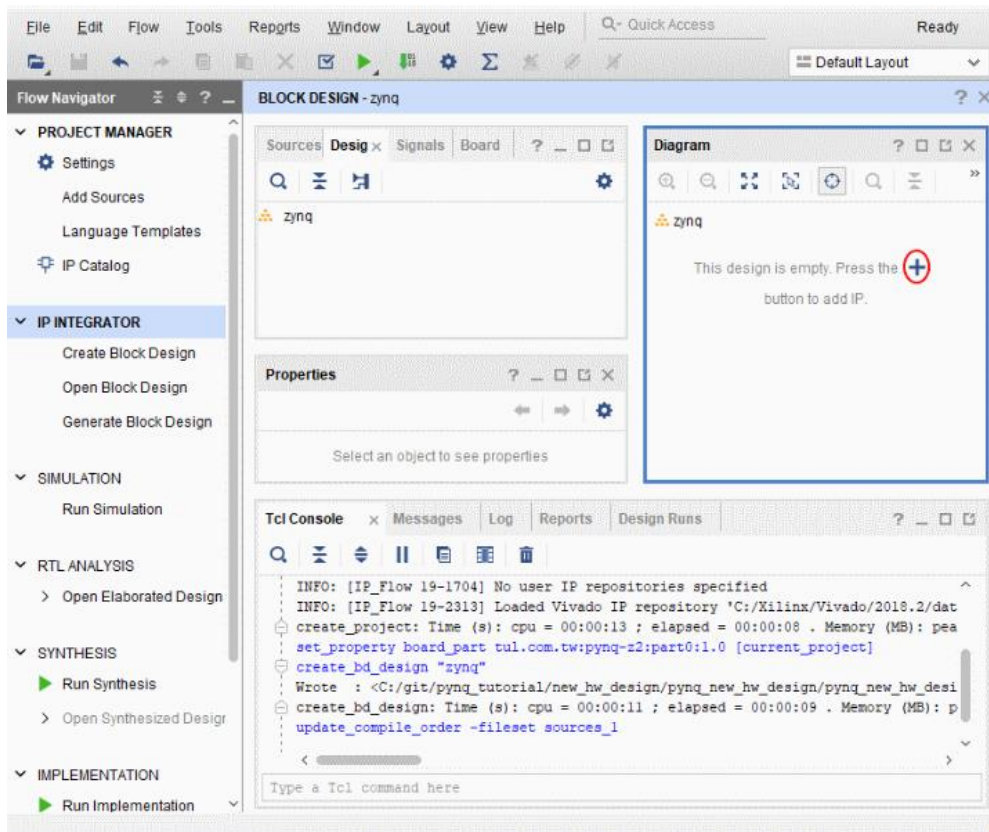 File Edit Flow Tools Reports Window Layout View Help Quick Access Ready
Default Layout
Flow Navigator ? _
BLOCK DESIGN - zynq ? X
PROJECT MANAGER
Settings
Add Sources
Language Templates
IP Catalog
IP INTEGRATOR
Create Block Design
Open Block Design
Generate Block Design
SIMULATION
Run Simulation
RTL ANALYSIS
Open Elaborated Design
SYNTHESIS
Run Synthesis
Open Synthesized Desigr
IMPLEMENTATION
Run Implementation
Sources Desig x Signals Board ? _
zynq
Properties ? _ X
Select an object to see properties
Diagram ? X
zynq
This design is empty. Press the +
button to add IP.
Tcl Console x Messages Log Reports Design Runs ? _
INFO: [IP_Flow 19-1704] No user IP repositories specified
INFO: [IP_Flow 19-2313] Loaded Vivado IP repository 'C:/Xilinx/Vivado/2018.2/dat
create_project: Time (s): cpu = 00:00:13 ; elapsed = 00:00:08 . Memory (MB): pea
set_property board_part tul.com.tw:pynq-z2:part0:1.0 [current_project]
create_bd_design "zynq"
Wrote : <C:/git/pynq_tutorial/new_hw_design/pynq_new_hw_design/pynq_new_hw_desi
create_bd_design: Time (s): cpu = 00:00:11 ; elapsed = 00:00:09 . Memory (MB): p
update_compile_order -fileset sources_1
Type a Tcl command here